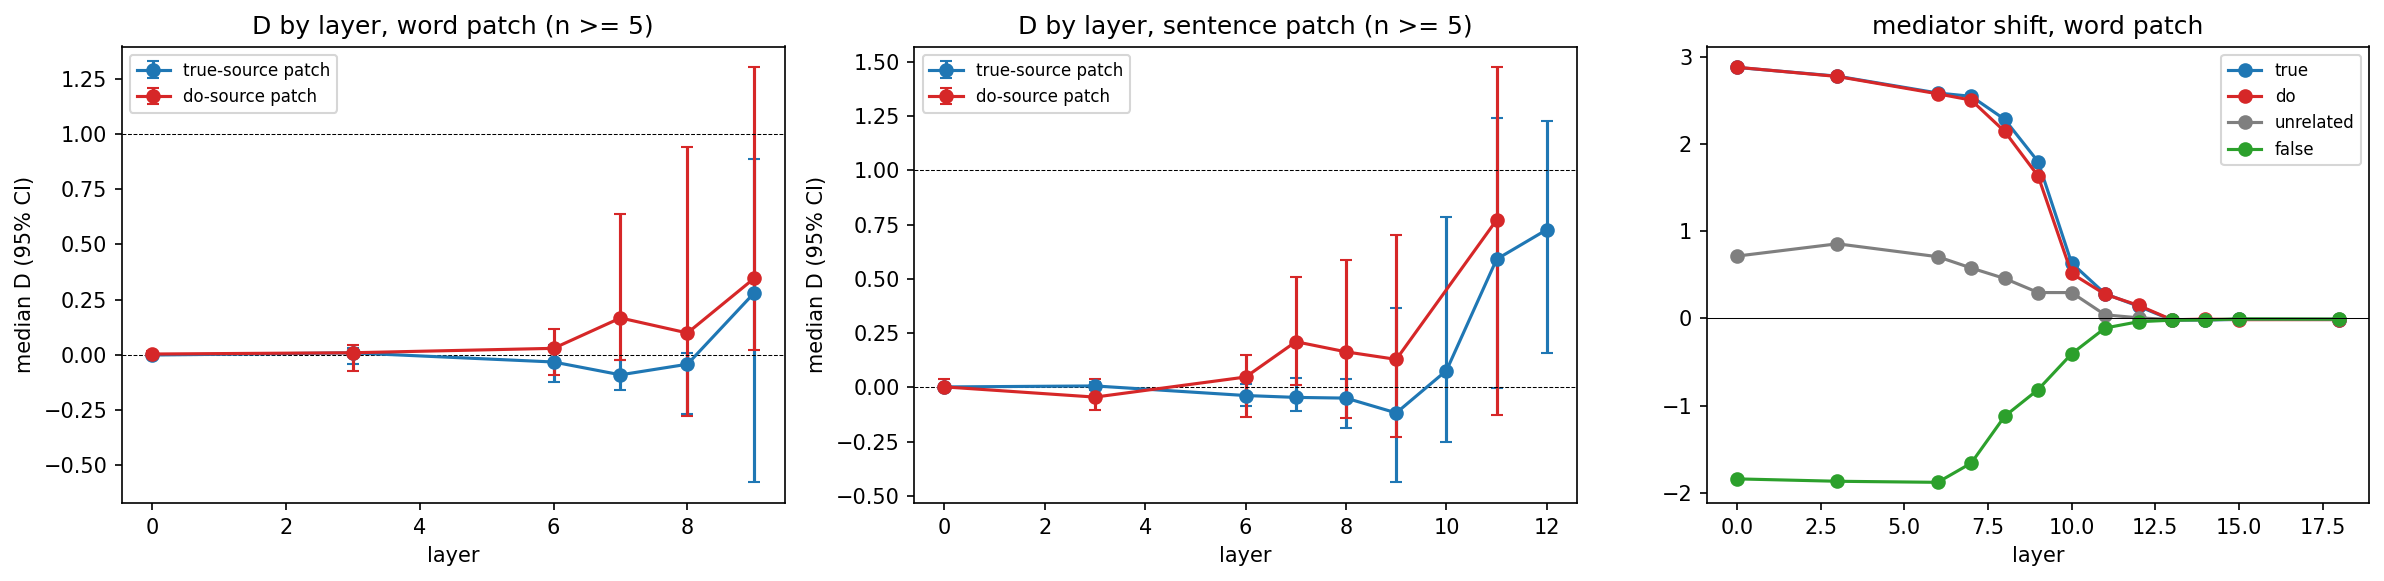 D by layer, word patch (n >= 5)
true-source patch
do-source patch
1.25
1.00
0.75
0.50
0.25
0.00
−0.25
−0.50
median D (95% CI)
0
2
4
6
8
layer
D by layer, sentence patch (n >= 5)
true-source patch
do-source patch
1.50
1.25
1.00
0.75
0.50
0.25
0.00
−0.25
−0.50
median D (95% CI)
0
2
4
6
8
10
12
layer
mediator shift, word patch
true
do
unrelated
false
3
2
1
0
−1
−2
0.0
2.5
5.0
7.5
10.0
12.5
15.0
17.5
layer